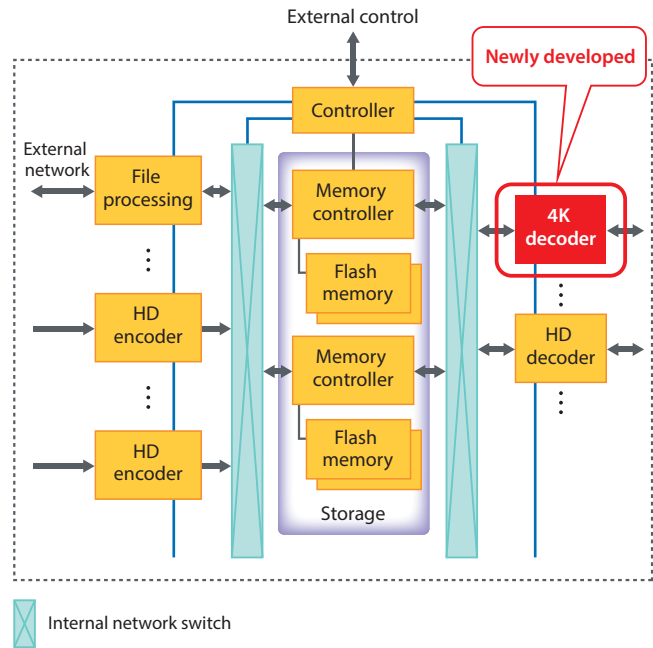 External control
Newly developed
Controller
External
network
File
processing
Memory
controller
4K
decoder
Flash
memory
HD
encoder
HD
decoder
Memory
controller
Flash
memory
HD
encoder
Storage
Internal network switch